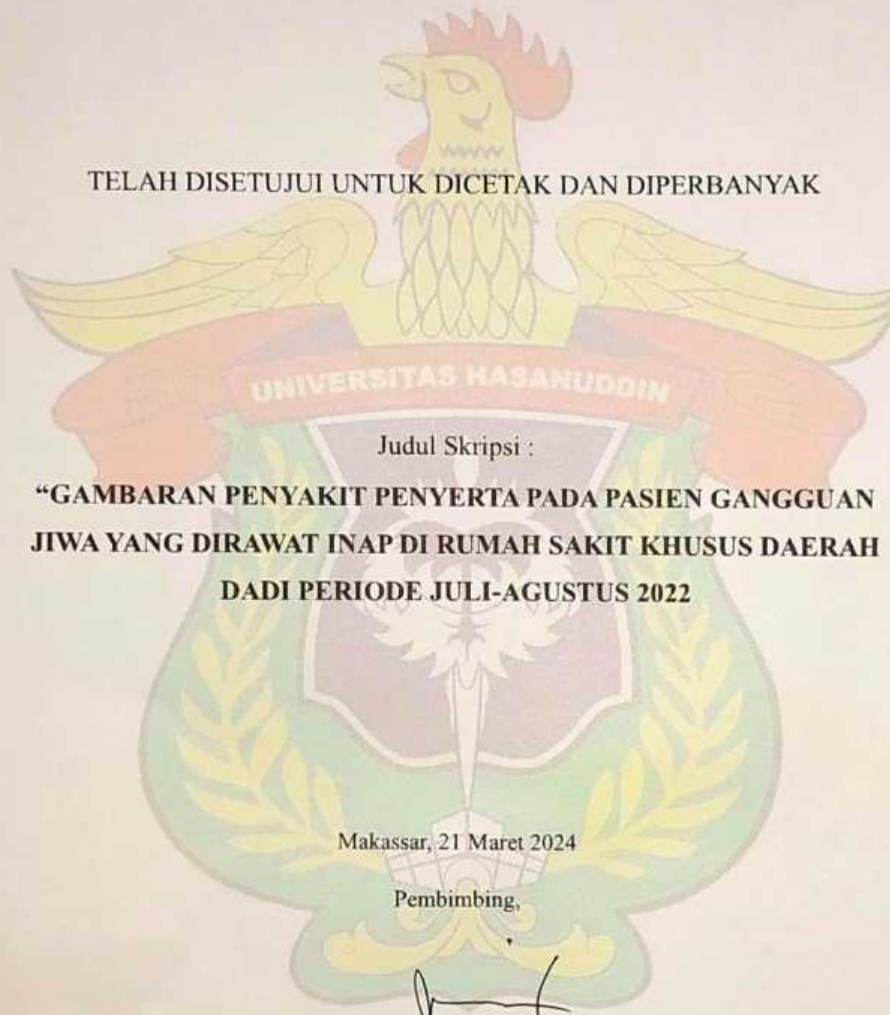 TELAH DISETUJUI UNTUK DICETAK DAN DIPERBANYAK
UNIVERSITAS HASANUDDIN
Judul Skripsi :
“GAMBARAN PENYAKIT PENYERTA PADA PASIEN GANGGUAN
JIWA YANG DIRAWAT INAP DI RUMAH SAKIT KHUSUS DAERAH
DADI PERIODE JULI-AGUSTUS 2022
Makassar, 21 Maret 2024
Pembimbing,